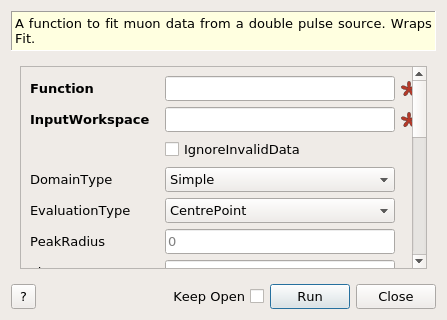 A function to fit muon data from a double pulse source. Wraps
Fit.
Function
InputWorkspace
IgnoreInvalidData
DomainType Simple
EvaluationType CentrePoint
PeakRadius 0
? Keep Open Run Close